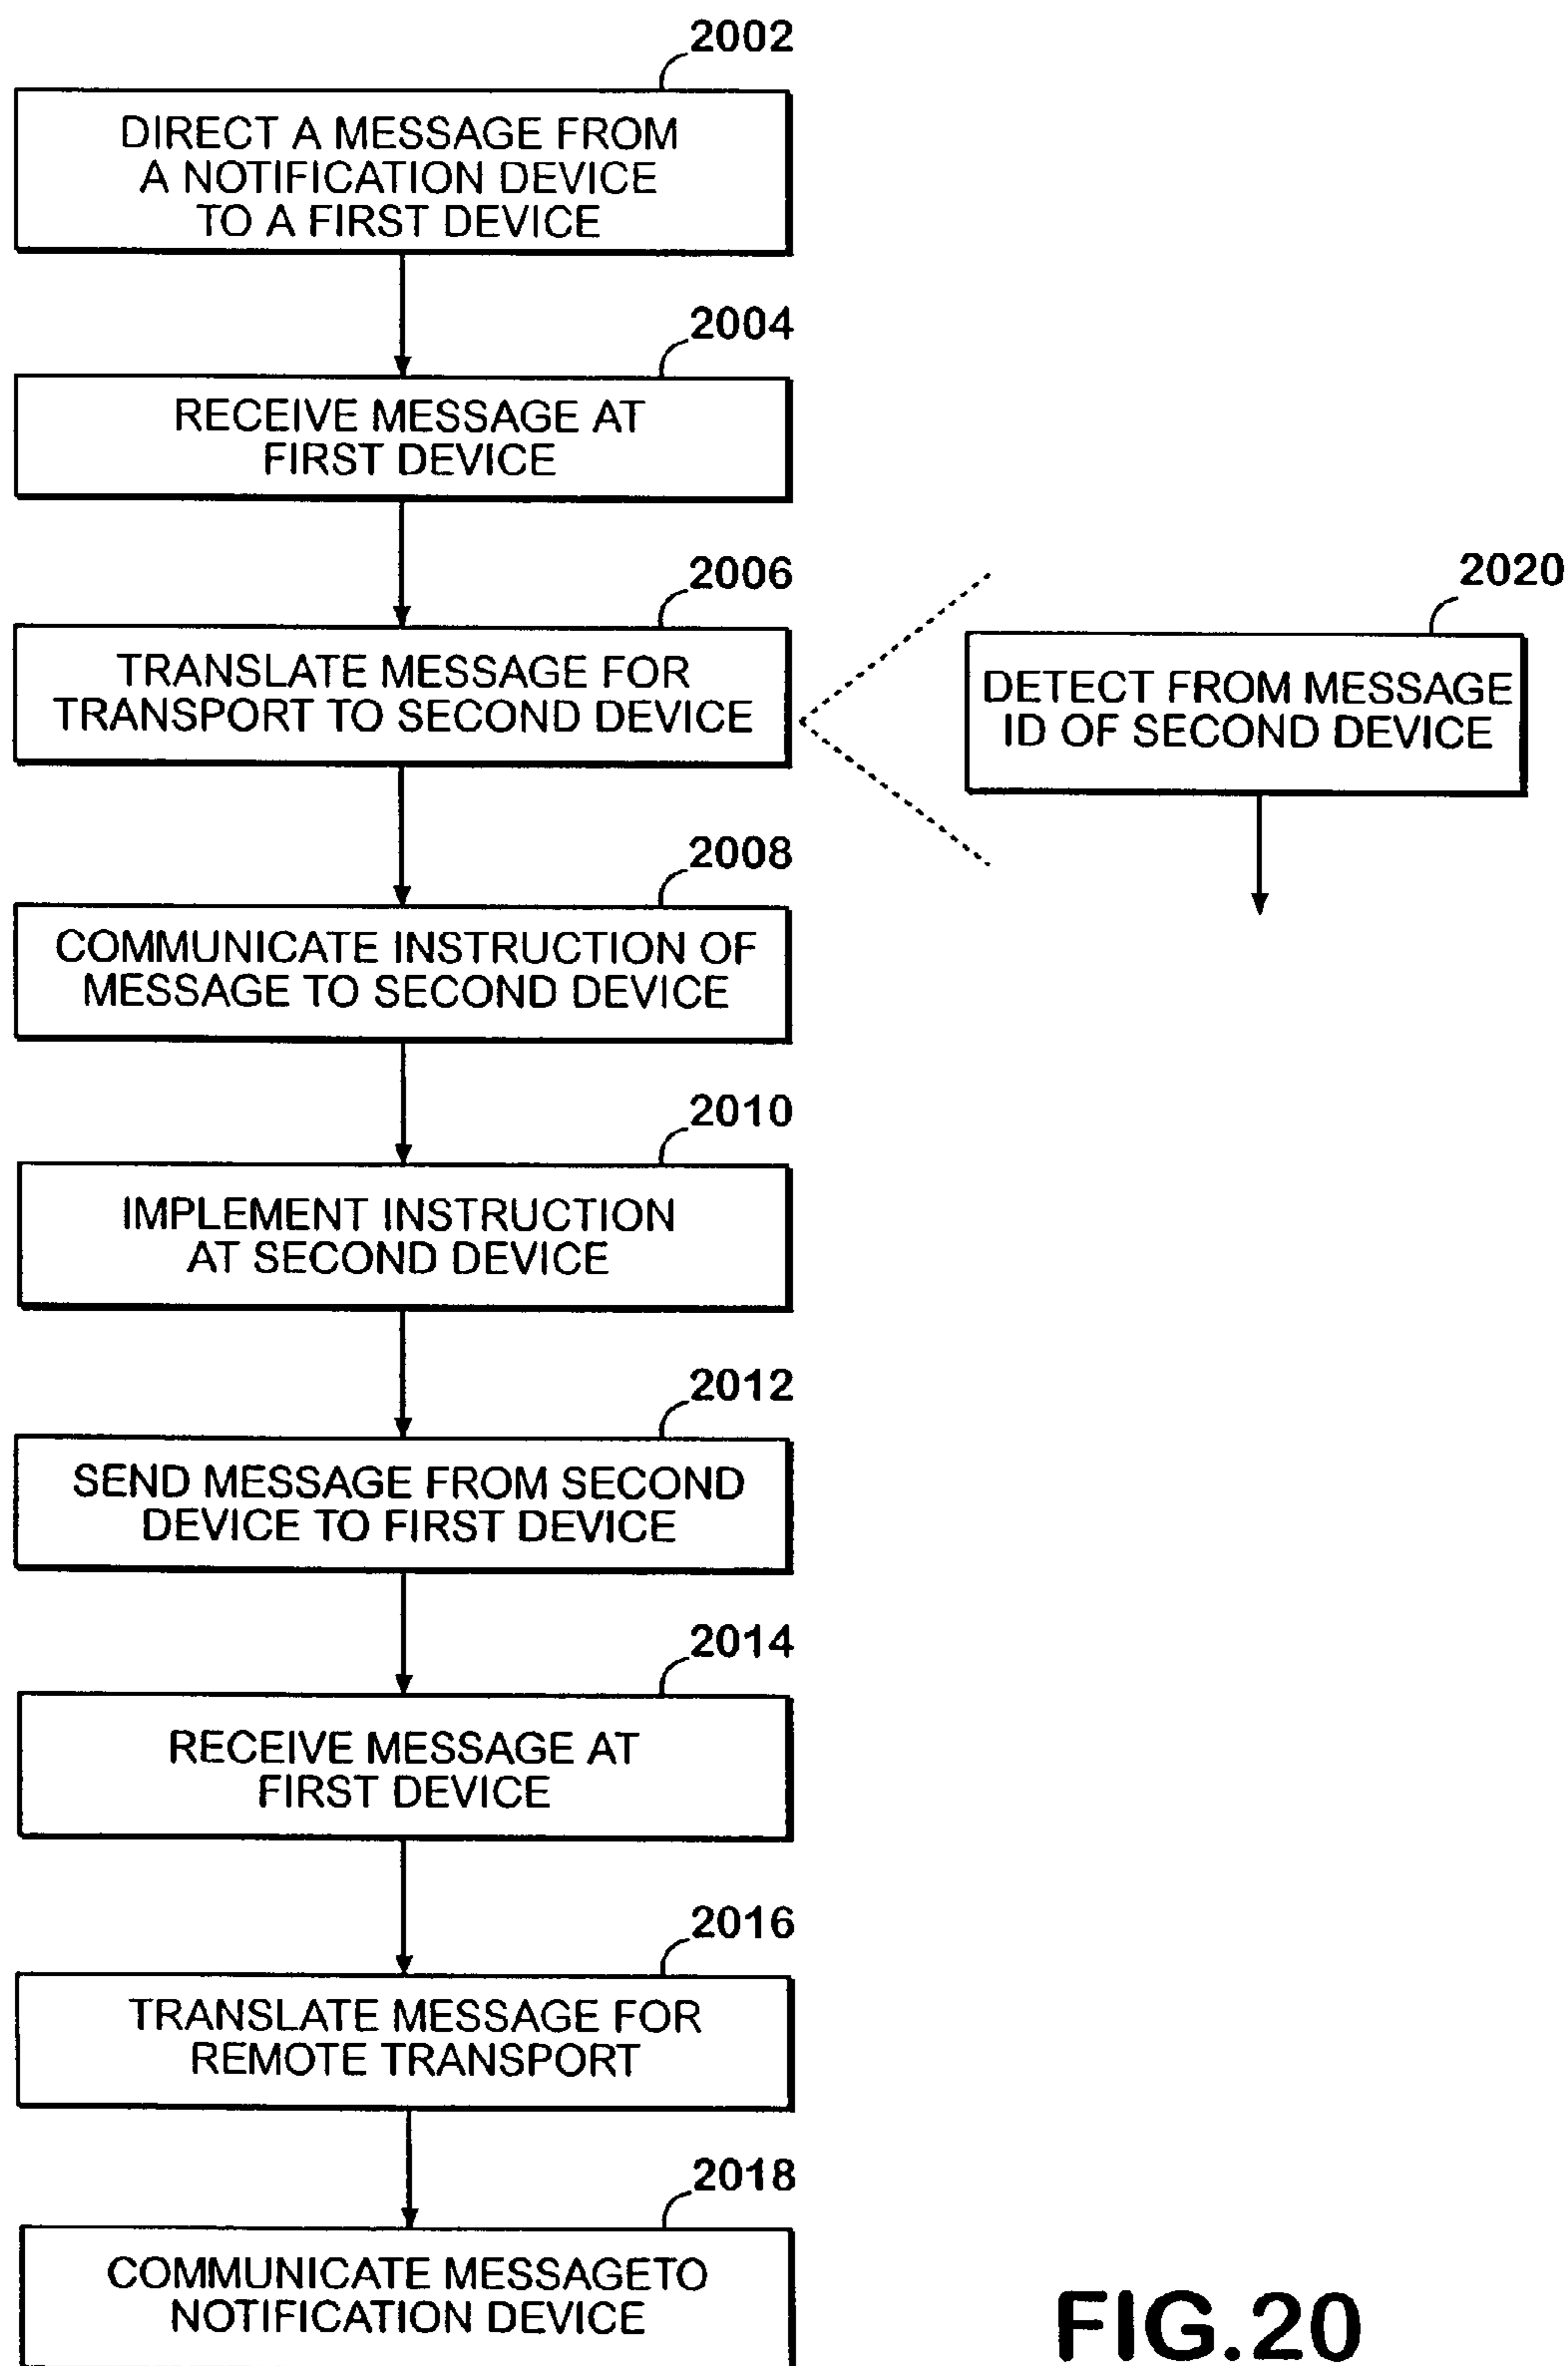 2002
DIRECT A MESSAGE FROM
A NOTIFICATION DEVICE
TO A FIRST DEVICE
2004
RECEIVE MESSAGE AT
FIRST DEVICE
2006
TRANSLATE MESSAGE FOR
TRANSPORT TO SECOND DEVICE
2020
DETECT FROM MESSAGE
ID OF SECOND DEVICE
2008
COMMUNICATE INSTRUCTION OF
MESSAGE TO SECOND DEVICE
2010
IMPLEMENT INSTRUCTION
AT SECOND DEVICE
2012
SEND MESSAGE FROM SECOND
DEVICE TO FIRST DEVICE
2014
RECEIVE MESSAGE AT
FIRST DEVICE
2016
TRANSLATE MESSAGE FOR
REMOTE TRANSPORT
2018
COMMUNICATE MESSAGETO
NOTIFICATION DEVICE
FIG.20